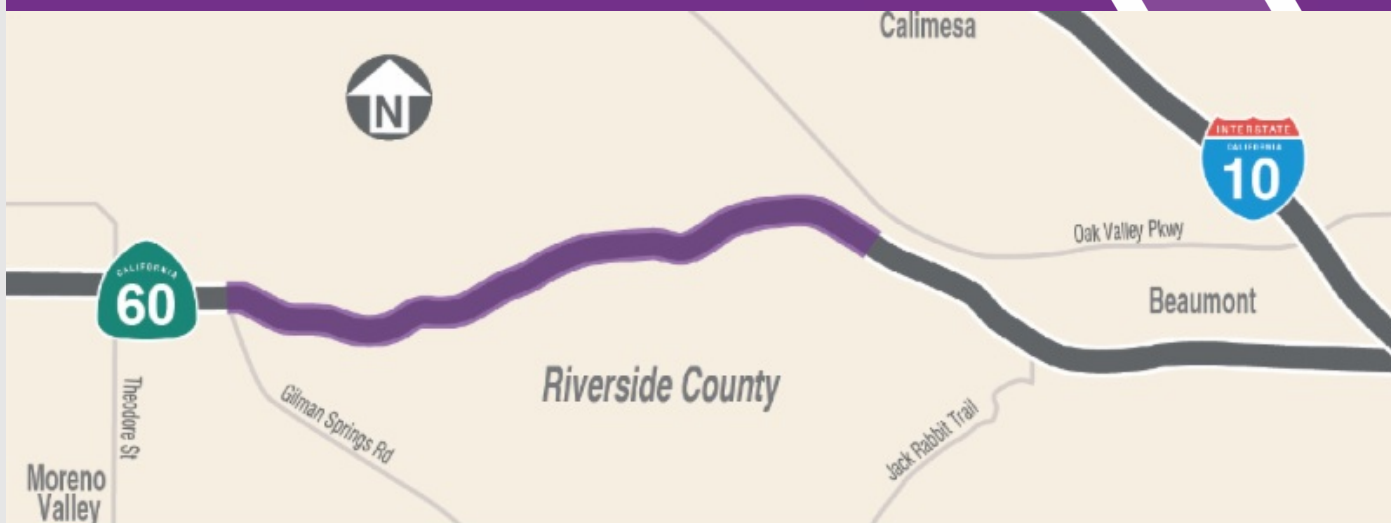 Calimesa
N
INTERSTATE
CALIFORNIA
10
Oak Valley Pkwy
CALIFORNIA
60
Beaumont
Riverside County
Theodore St
Gilman Springs Rd
Jack Rabbit Trail
Moreno
Valley